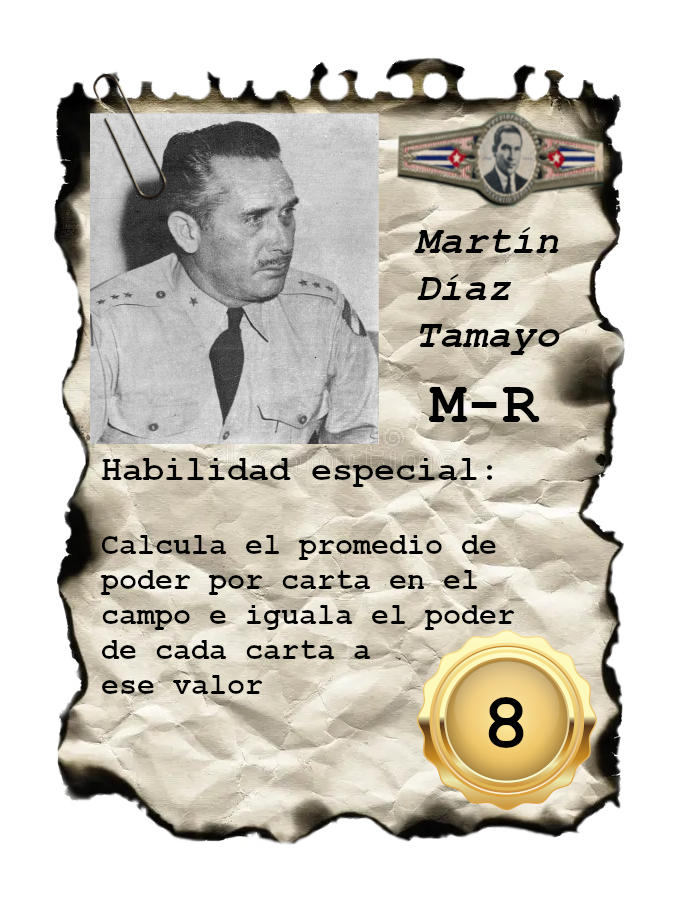 Martín
Díaz
Tamayo
M-R
Habilidad especial:
Calcula el promedio de
poder por carta en el
campo e iguala el poder
de cada carta a
ese valor
8